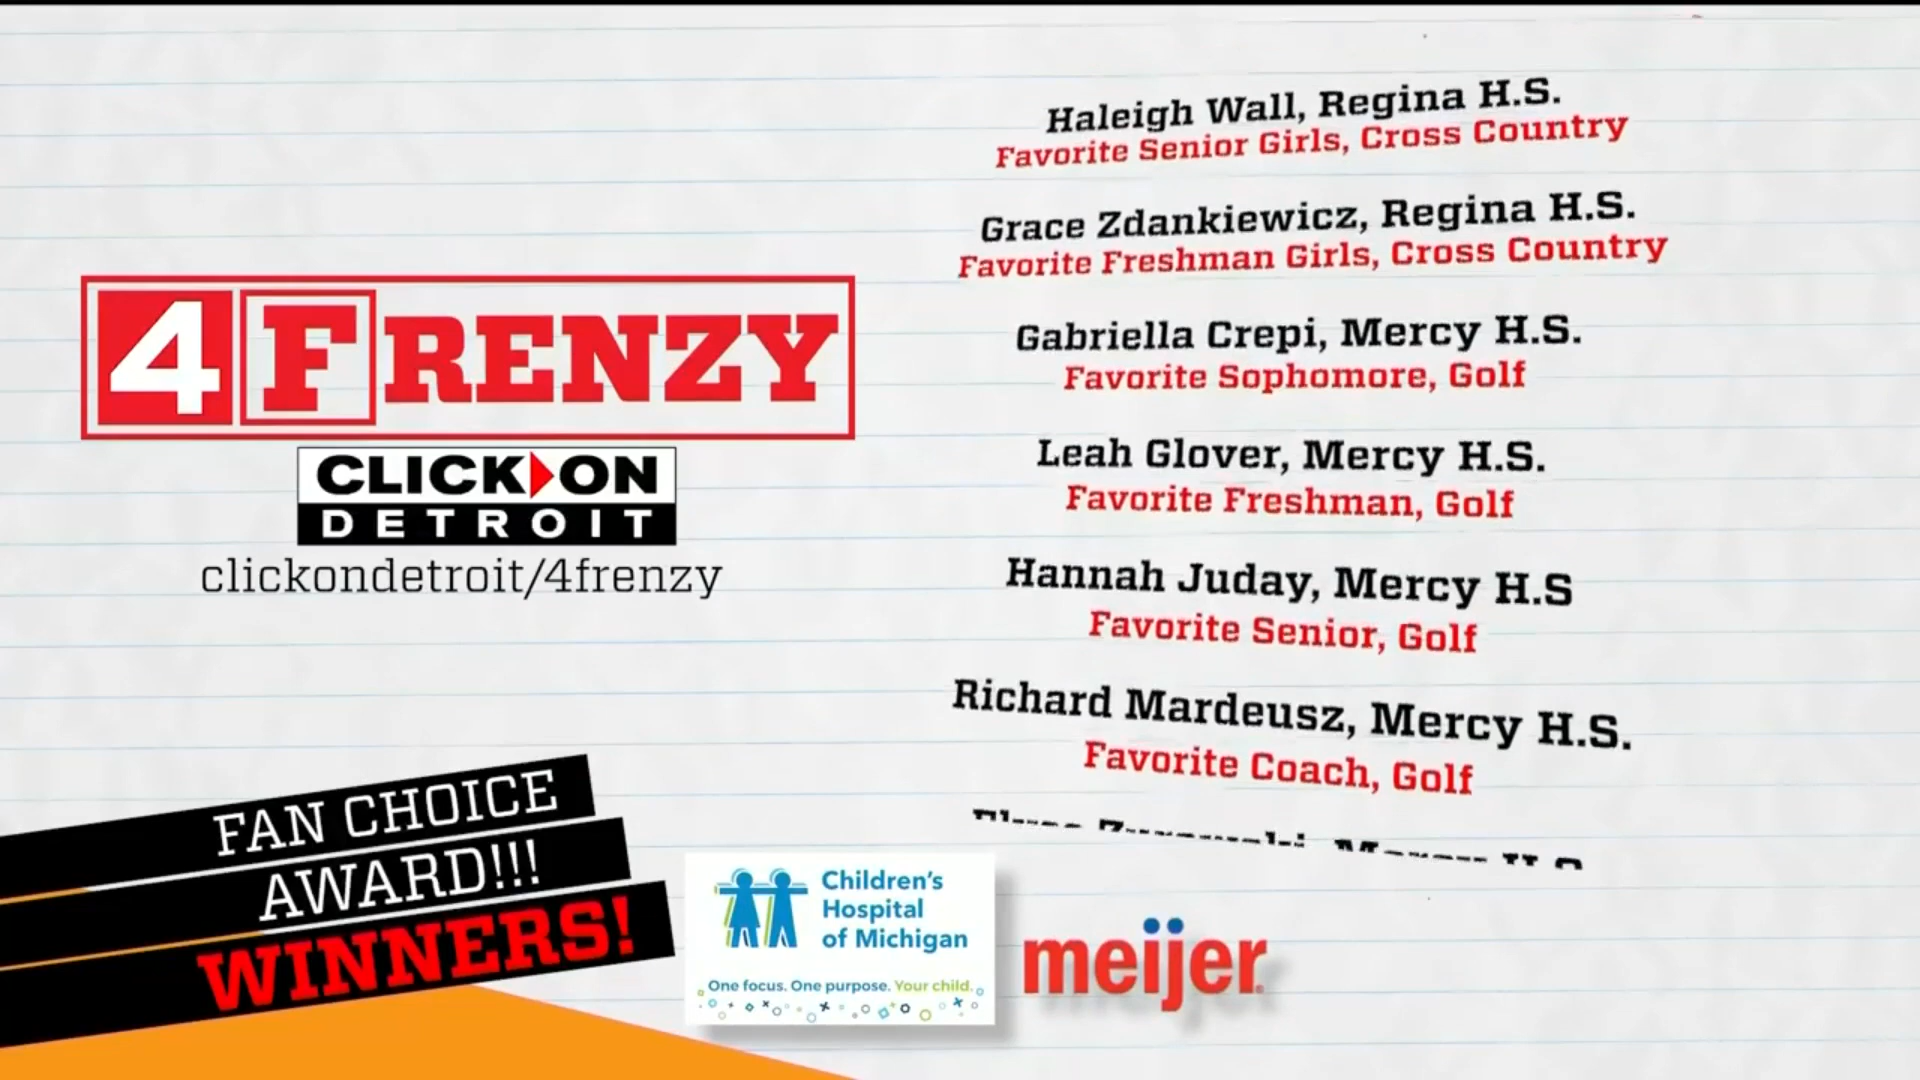 4 FRENZY
CLICK ON
DETROIT
clickondetroit/4frenzy
FAN CHOICE
AWARD!!!
WINNERS!
Haleigh Wall, Regina H.S.
Favorite Senior Girls, Cross Country
Grace Zdankiewicz, Regina H.S.
Favorite Freshman Girls, Cross Country
Gabriella Crepi, Mercy H.S.
Favorite Sophomore, Golf
Leah Glover, Mercy H.S.
Favorite Freshman, Golf
Hannah Juday, Mercy H.S
Favorite Senior, Golf
Richard Mardeusz, Mercy H.S.
Favorite Coach, Golf
Children's
Hospital
of Michigan
One focus. One purpose. Your child.
meijer